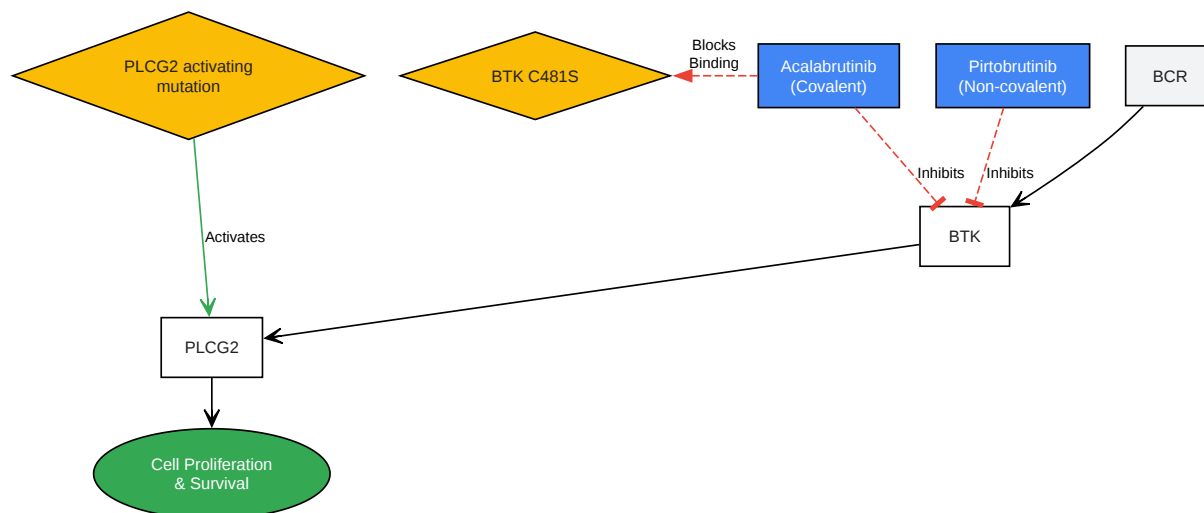 PLCG2 activating
mutation
BTK C481S
Blocks
Binding
Acalabrutinib
(Covalent)
Pirtobrutinib
(Non-covalent)
BCR
Inhibits
Inhibits
BTK
Activates
PLCG2
Cell Proliferation
& Survival